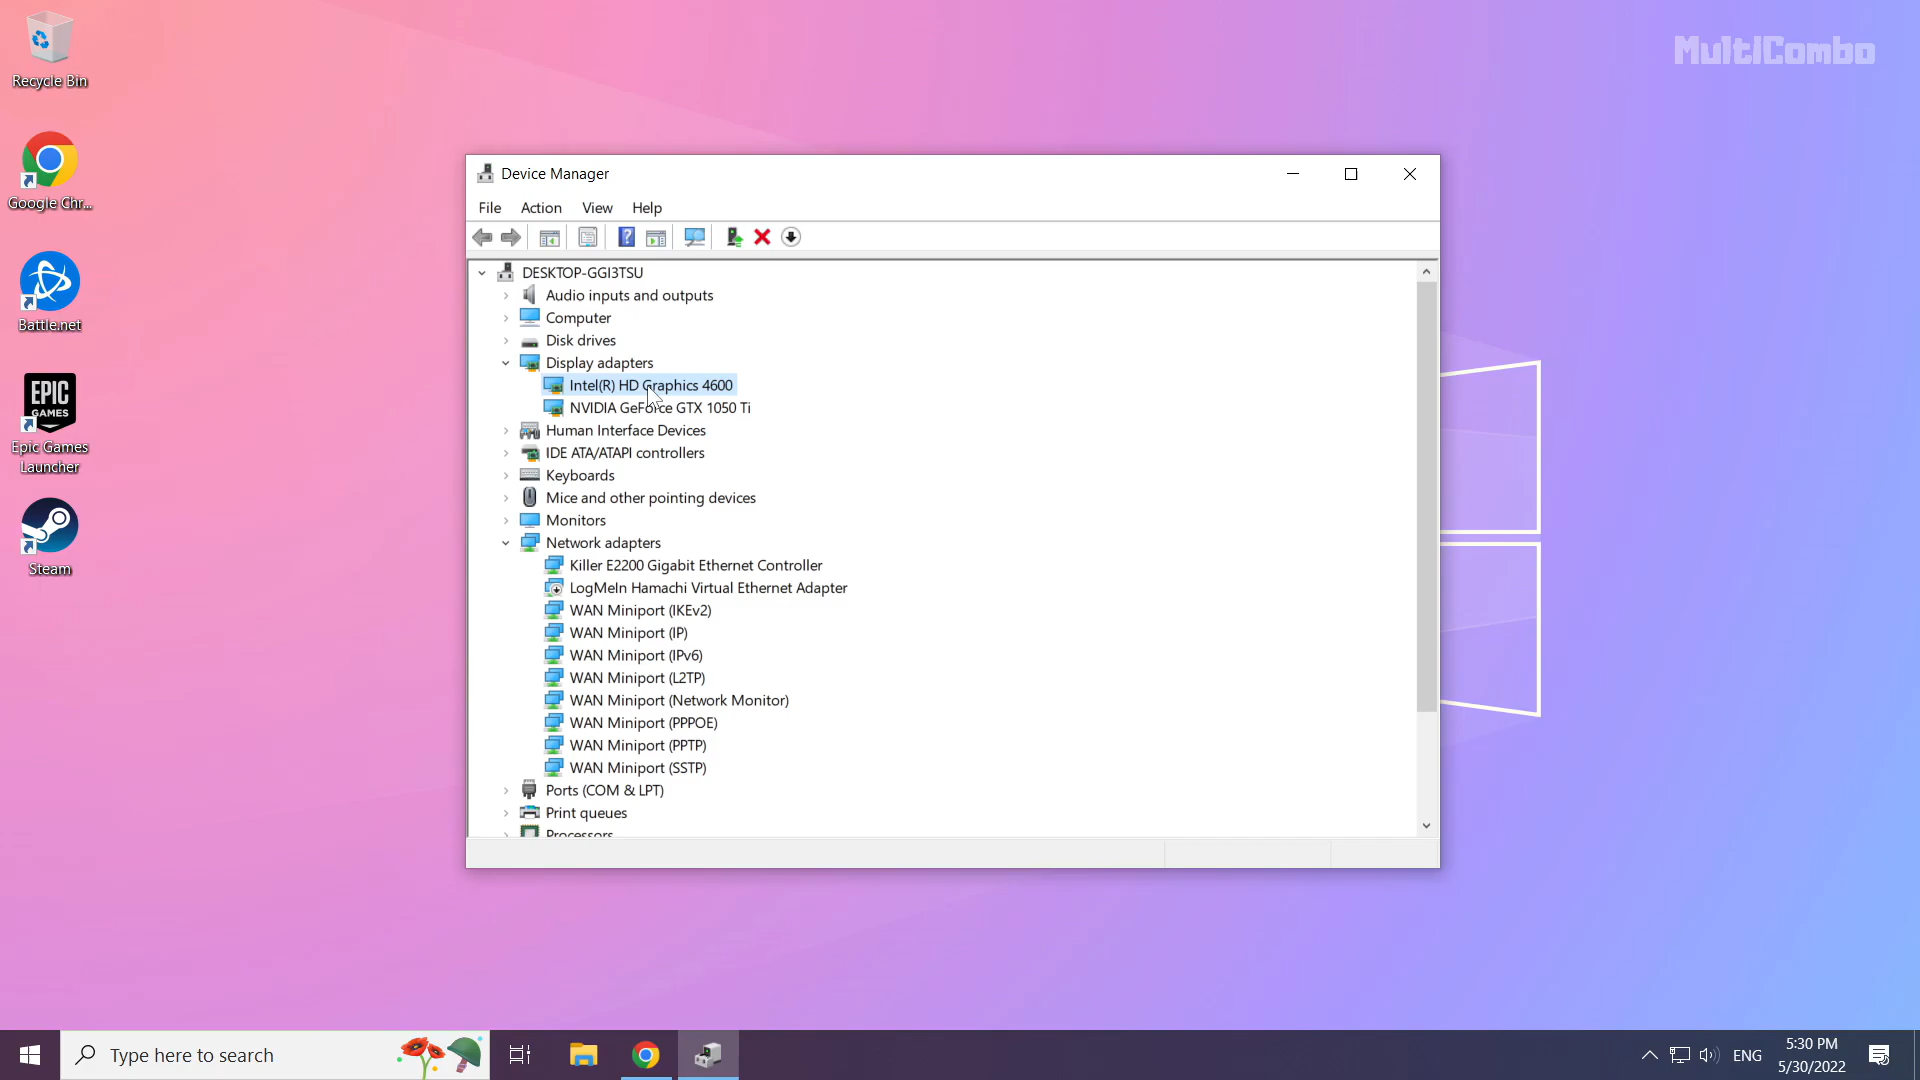 MultiCombo
Recycle Bin
Google Chr...
Battle.net
EPIC
GAMES
Epic Games
Launcher
Steam
Device Manager
File Action View Help
DESKTOP-GGI3TSU
Audio inputs and outputs
Computer
Disk drives
Display adapters
Intel(R) HD Graphics 4600
NVIDIA GeForce GTX 1050 Ti
Human Interface Devices
IDE ATA/ATAPI controllers
Keyboards
Mice and other pointing devices
Monitors
Network adapters
Killer E2200 Gigabit Ethernet Controller
LogMeIn Hamachi Virtual Ethernet Adapter
WAN Miniport (IKEv2)
WAN Miniport (IP)
WAN Miniport (IPv6)
WAN Miniport (L2TP)
WAN Miniport (Network Monitor)
WAN Miniport (PPPOE)
WAN Miniport (PPTP)
WAN Miniport (SSTP)
Ports (COM & LPT)
Print queues
Processors
Type here to search
ENG
5:30 PM
5/30/2022